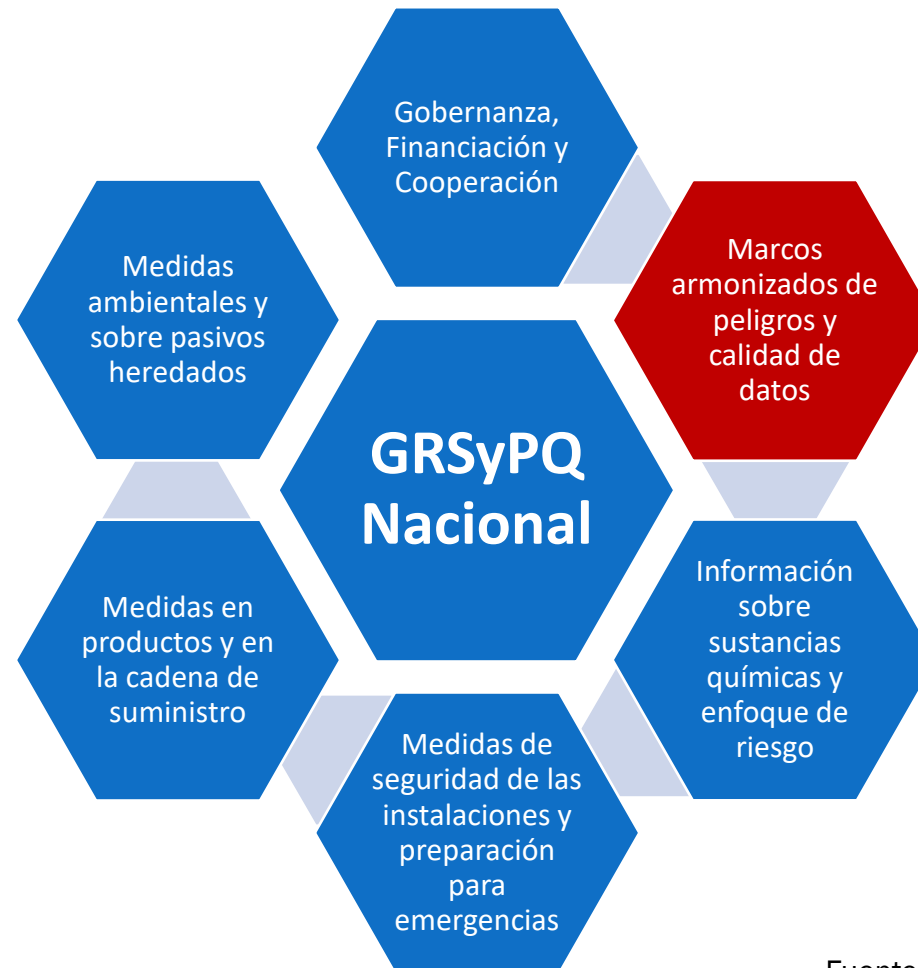 Gobernanza,
Financiación y
Cooperación
Marcos
armonizados de
peligros y
calidad de
datos
Información
sobre
sustancias
químicas y
enfoque de
riesgo
Medidas de
seguridad de las
instalaciones y
preparación
para
emergencias
Medidas en
productos y en
la cadena de
suministro
Medidas
ambientales y
sobre pasivos
heredados
GRSyPQ
Nacional